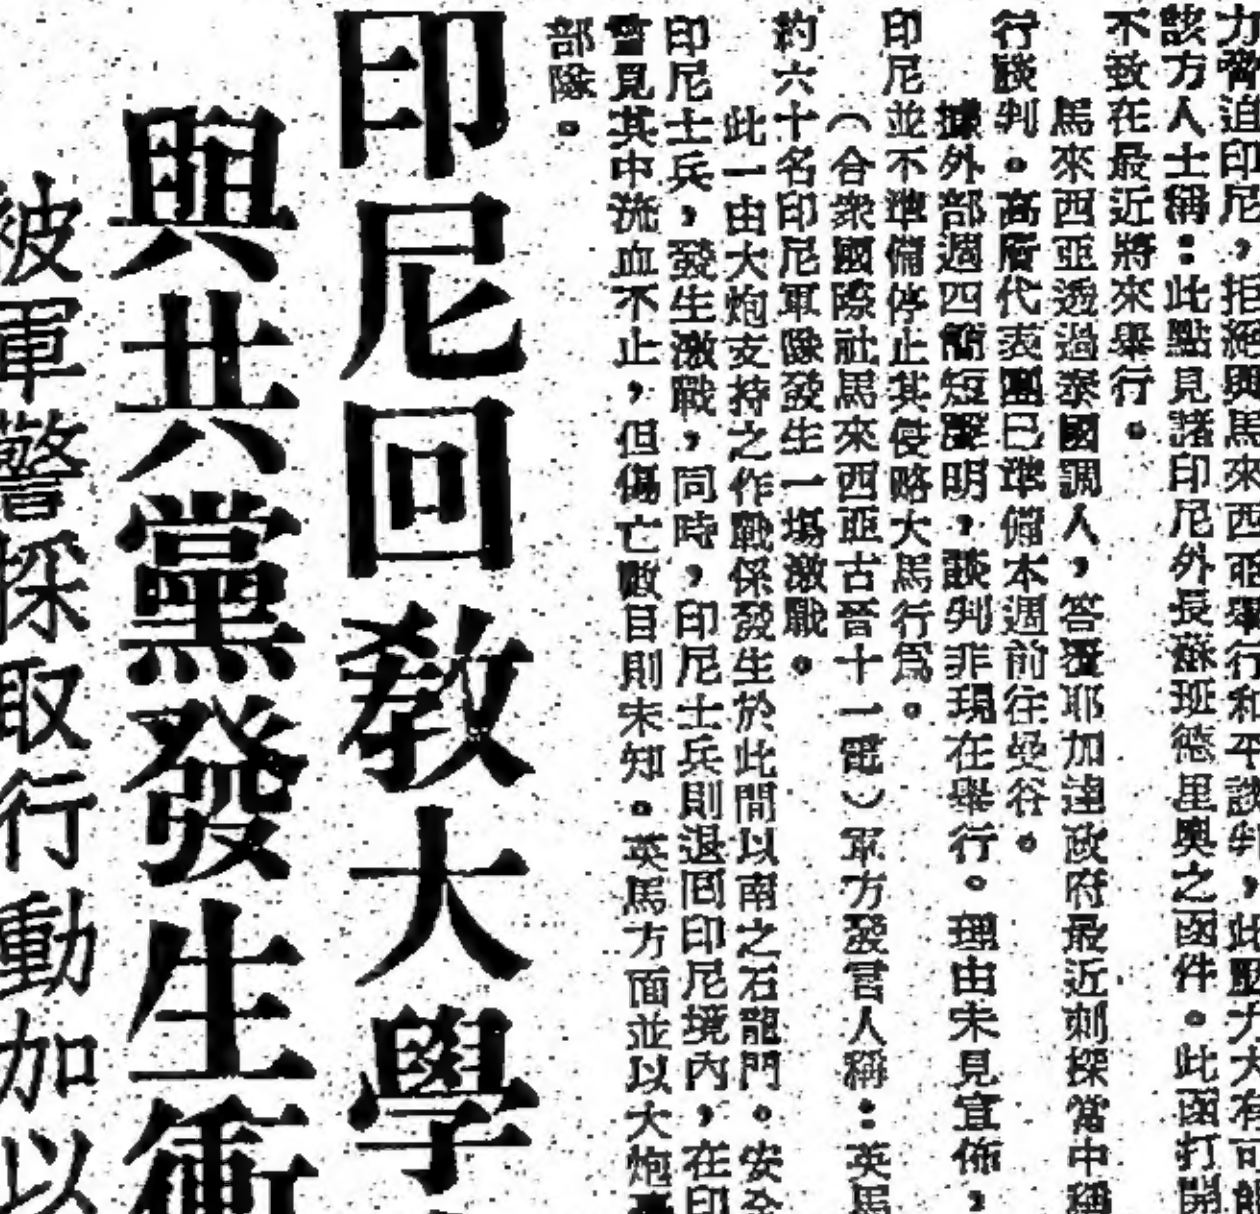 力脅迫印尼，拒絕與馬來西亞舉行和平談判，此點大大有可能
該方人士稱：此點見諸印尼外長蘇班德里奧之函件。此函打開
不致在最近將來舉行。
馬來西亞透過泰國調人，答覆耶加達政府最近刺探當中稱
行談判。高層代表團已準備本週前往曼谷。
據外部週四簡短聲明，談判非現在舉行。理由未見宣佈，
印尼並不準備停止其侵略大馬行為。
（合衆國際社馬來西亞古晉十一電）軍方發言人稱：英馬
約六十名印尼軍隊發生一場激戰。
此一由大炮支持之作戰係發生於此間以南之石龍門。安全
印尼士兵，發生激戰，同時，印尼士兵則退回印尼境內，在印
會見其中流血不止，但傷亡數目則未知。英馬方面並以大炮
部隊。
印尼回教大學
與共黨發生衝
被軍警採取行動加以